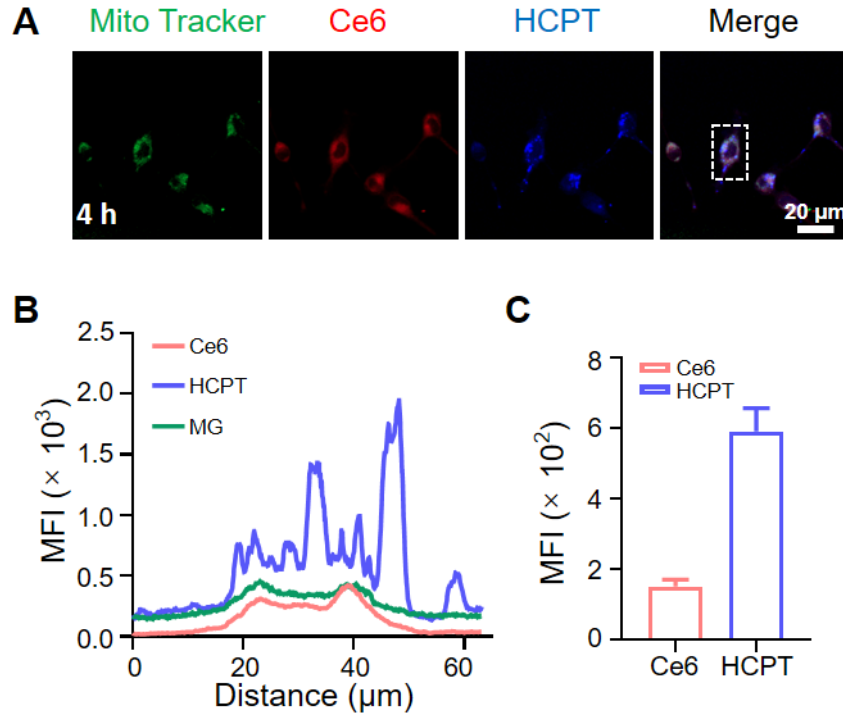 A
Mito Tracker
Ce6
HCPT
Merge
4 h
20 μm
B
2.5
2.0
1.5
1.0
0.5
0.0
MFI (× 10³)
Ce6
HCPT
MG
0
20
40
60
Distance (μm)
C
8
6
4
2
0
MFI (× 10²)
Ce6
HCPT
Ce6
HCPT